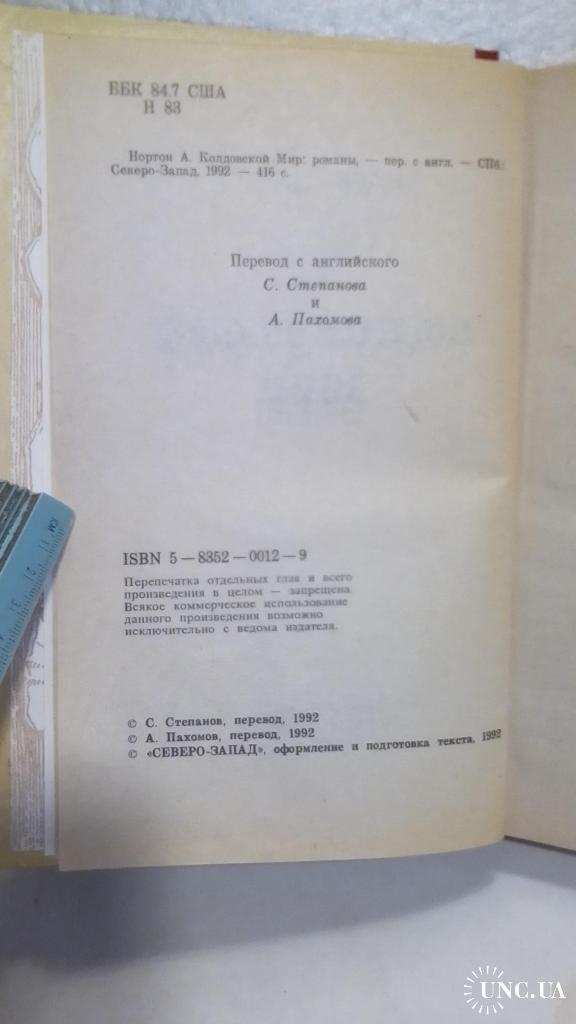 ББК 84.7 США
Н 83
Нортон А. Колдовской Мир: романы, — пер. с англ. — СПб.:
Северо-Запад, 1992 — 416 с.
Перевод с английского
С. Степанова
и
А. Пахомова
ISBN 5—8352—0012—9
Перепечатка отдельных глав и всего
произведения в целом — запрещена.
Всякое коммерческое использование
данного произведения возможно
исключительно с ведома издателя.
© С. Степанов, перевод, 1992
© А. Пахомов, перевод, 1992
© «СЕВЕРО-ЗАПАД», оформление и подготовка текста, 1992
UNC.UA